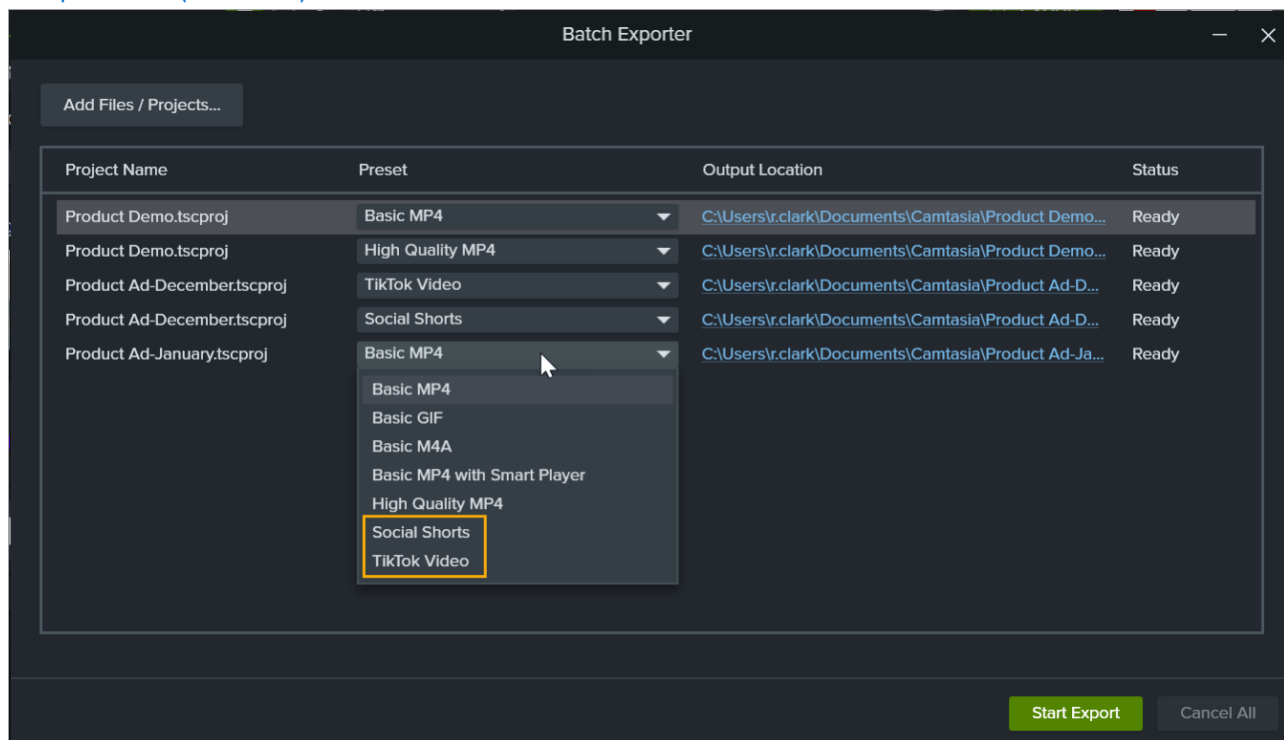 Batch Exporter
Add Files / Projects...
Project Name Preset Output Location Status
Product Demo.tscproj Basic MP4 C:\Users\r.clark\Documents\Camtasia\Product Demo... Ready
Product Demo.tscproj High Quality MP4 C:\Users\r.clark\Documents\Camtasia\Product Demo... Ready
Product Ad-December.tscproj TikTok Video C:\Users\r.clark\Documents\Camtasia\Product Ad-D... Ready
Product Ad-December.tscproj Social Shorts C:\Users\r.clark\Documents\Camtasia\Product Ad-D... Ready
Product Ad-January.tscproj Basic MP4 C:\Users\r.clark\Documents\Camtasia\Product Ad-Ja... Ready
Basic MP4
Basic GIF
Basic M4A
Basic MP4 with Smart Player
High Quality MP4
Social Shorts
TikTok Video
Start Export Cancel All